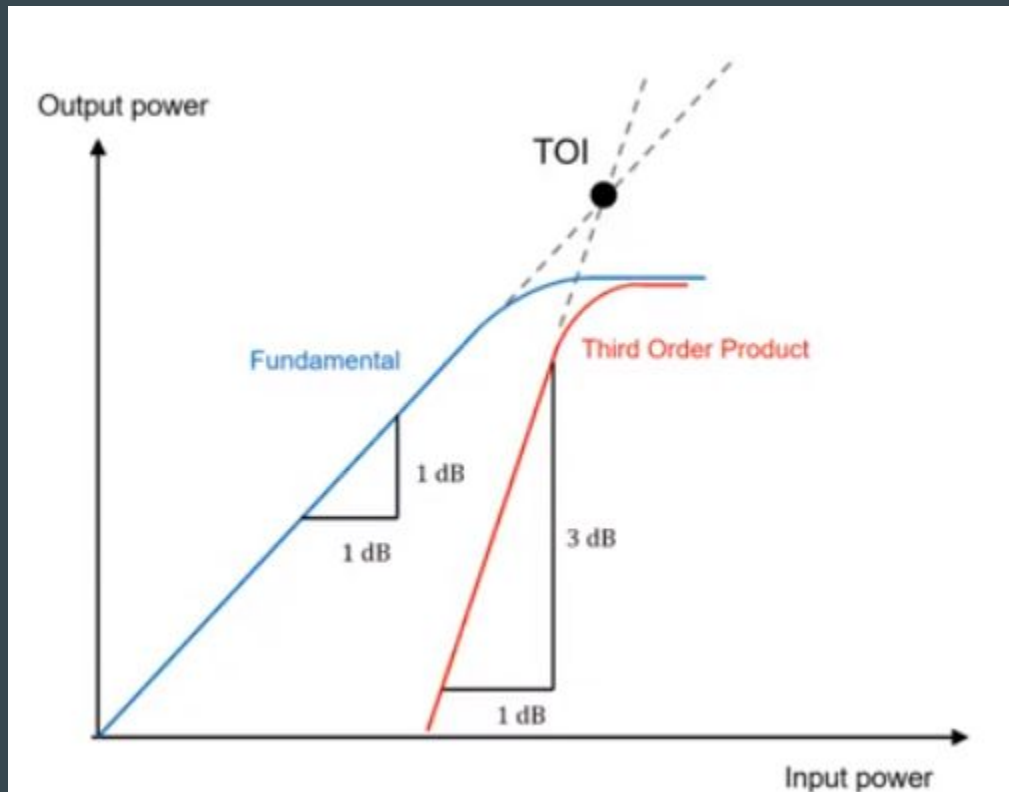 Output power
TOI
Fundamental
Third Order Product
1 dB
1 dB
3 dB
1 dB
Input power